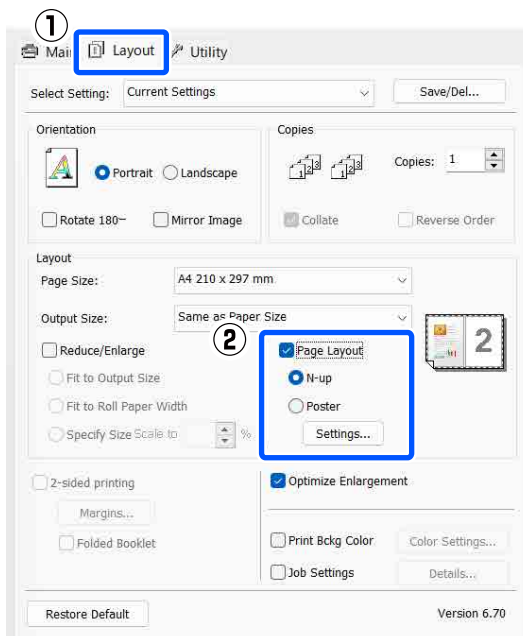 ①
Mai Layout Utility
Select Setting: Current Settings Save/Del...
Orientation
Portrait Landscape
Rotate 180
Mirror Image
Copies
Copies: 1
Collate
Reverse Order
Layout
Page Size: A4 210 x 297 mm
Output Size: Same as Paper Size
②
Reduce/Enlarge
Fit to Output Size
Fit to Roll Paper Width
Specify Size Scale to %
Page Layout
N-up
Poster
Settings...
2
2-sided printing
Margins...
Folded Booklet
Optimize Enlargement
Print Bckg Color Color Settings...
Job Settings Details...
Restore Default Version 6.70